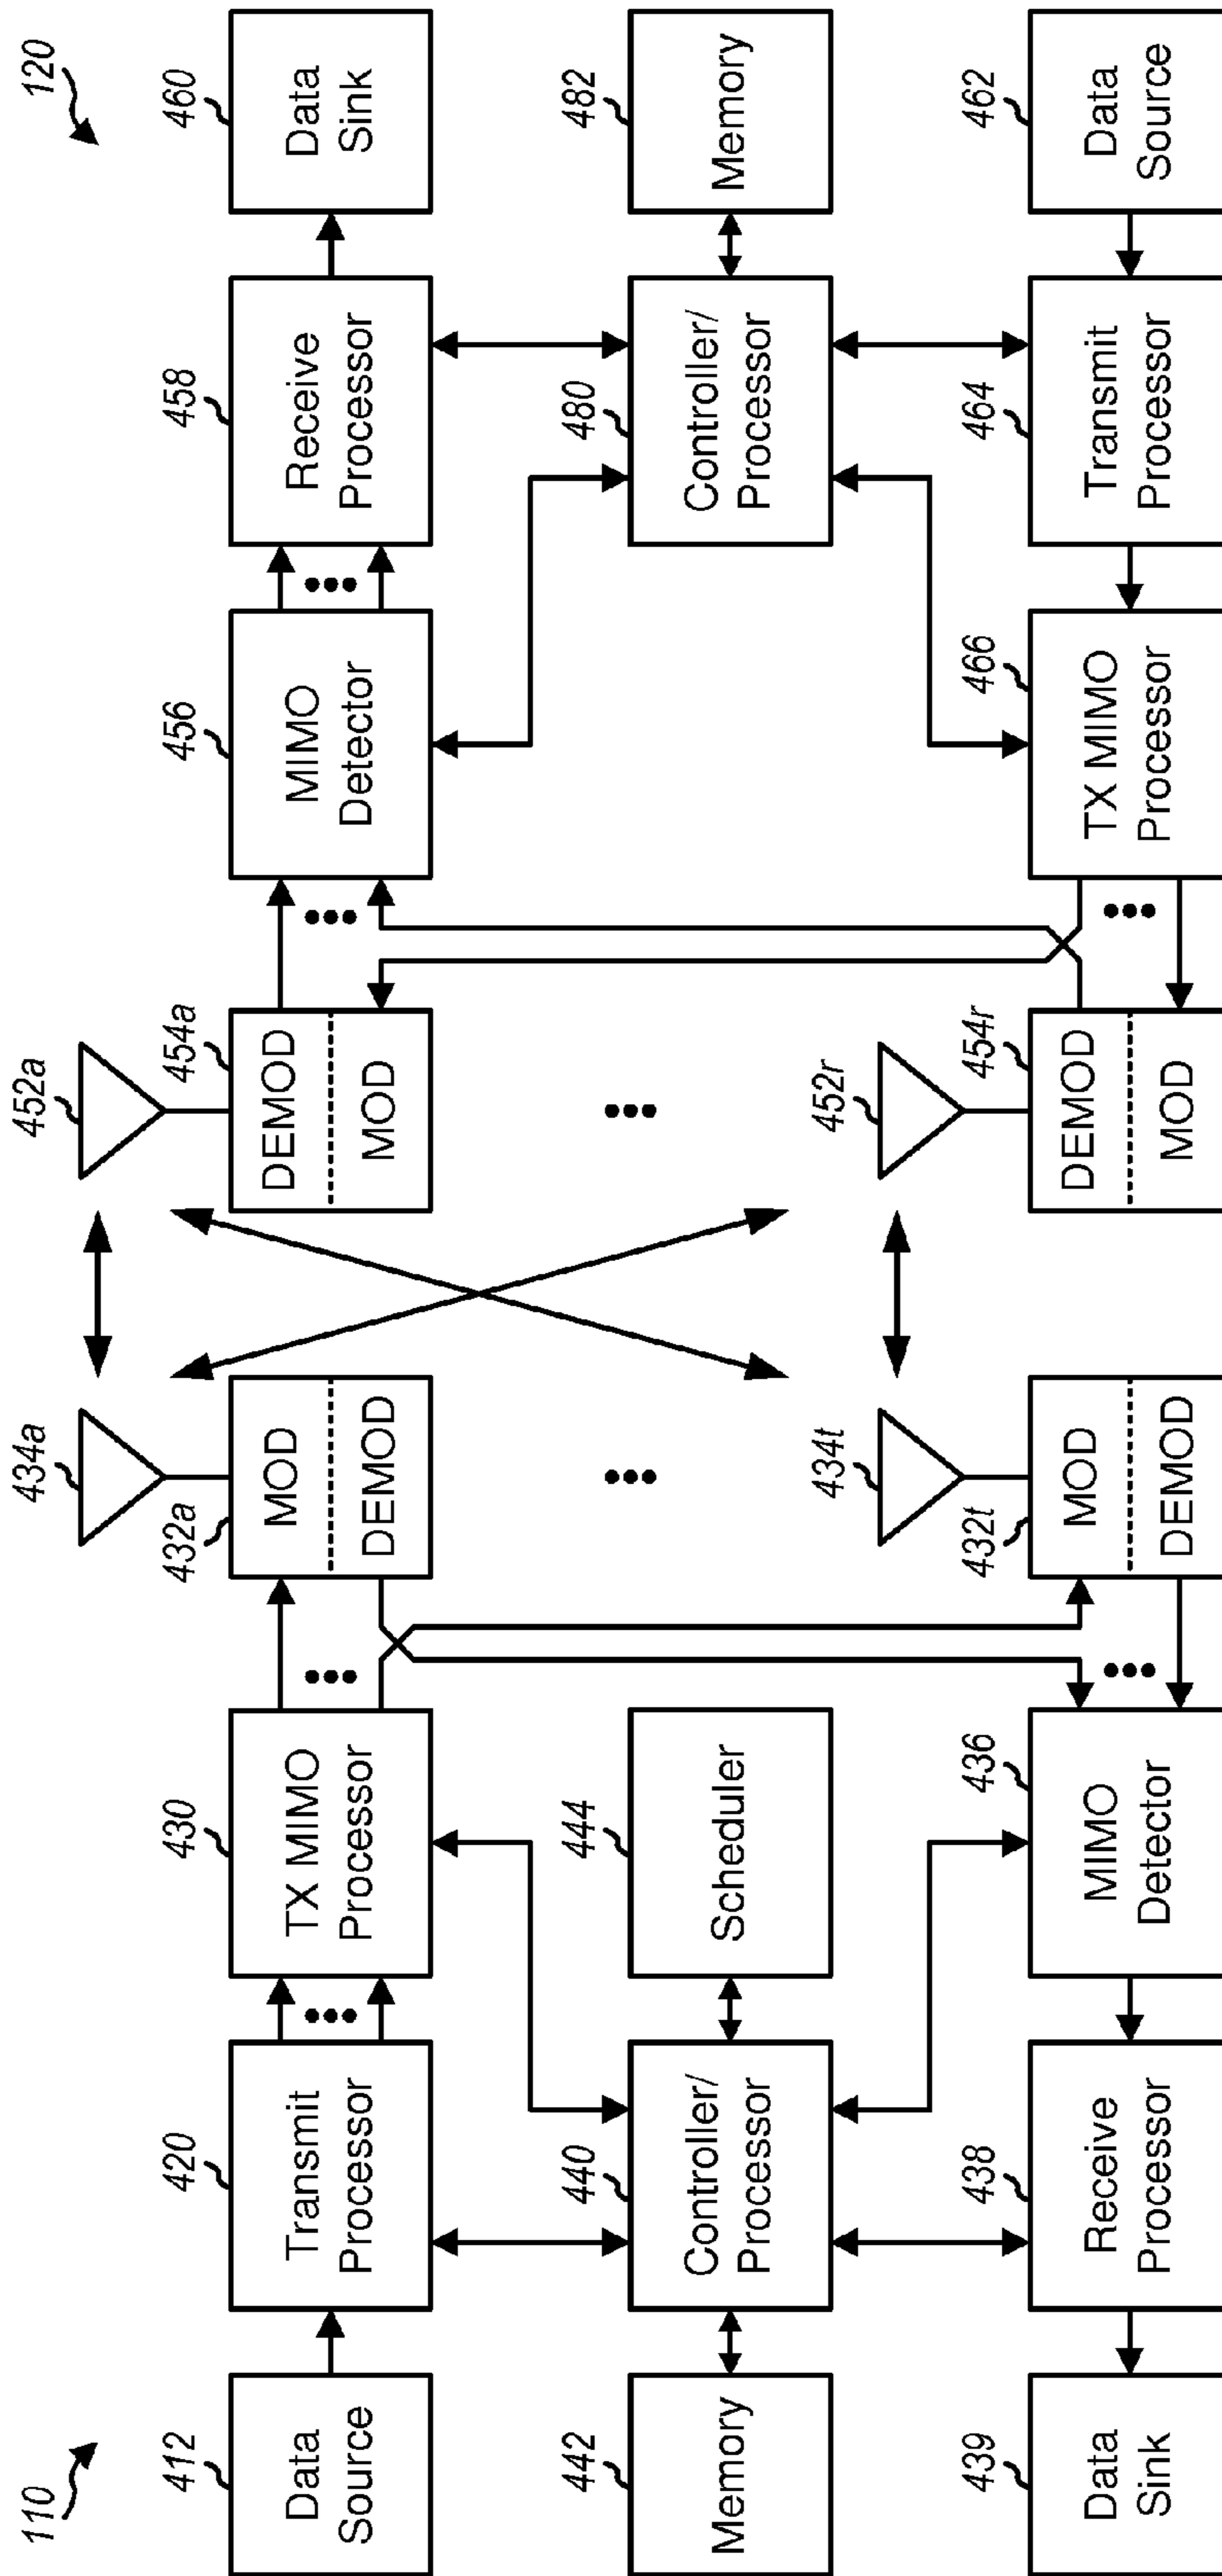 110
120
434a
452a
412
Data
Source
420
Transmit
Processor
430
TX MIMO
Processor
432a
MOD
DEMOD
454a
DEMOD
MOD
456
MIMO
Detector
458
Receive
Processor
460
Data
Sink
442
Memory
440
Controller/
Processor
444
Scheduler
480
Controller/
Processor
482
Memory
434t
452r
439
Data
Sink
438
Receive
Processor
436
MIMO
Detector
432t
MOD
DEMOD
454r
DEMOD
MOD
466
TX MIMO
Processor
464
Transmit
Processor
462
Data
Source